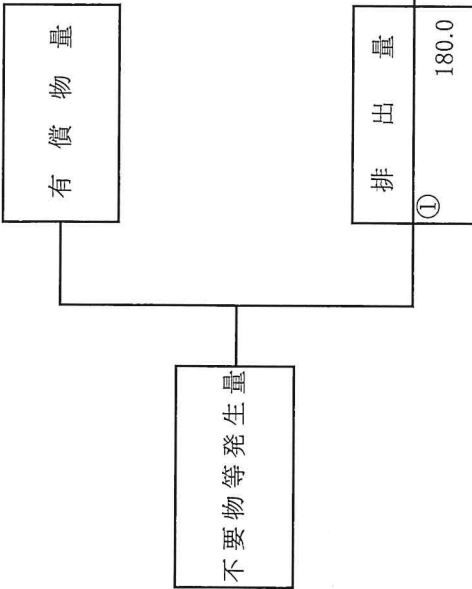 不要物等発生量
有償物量
排出量
①
180.0